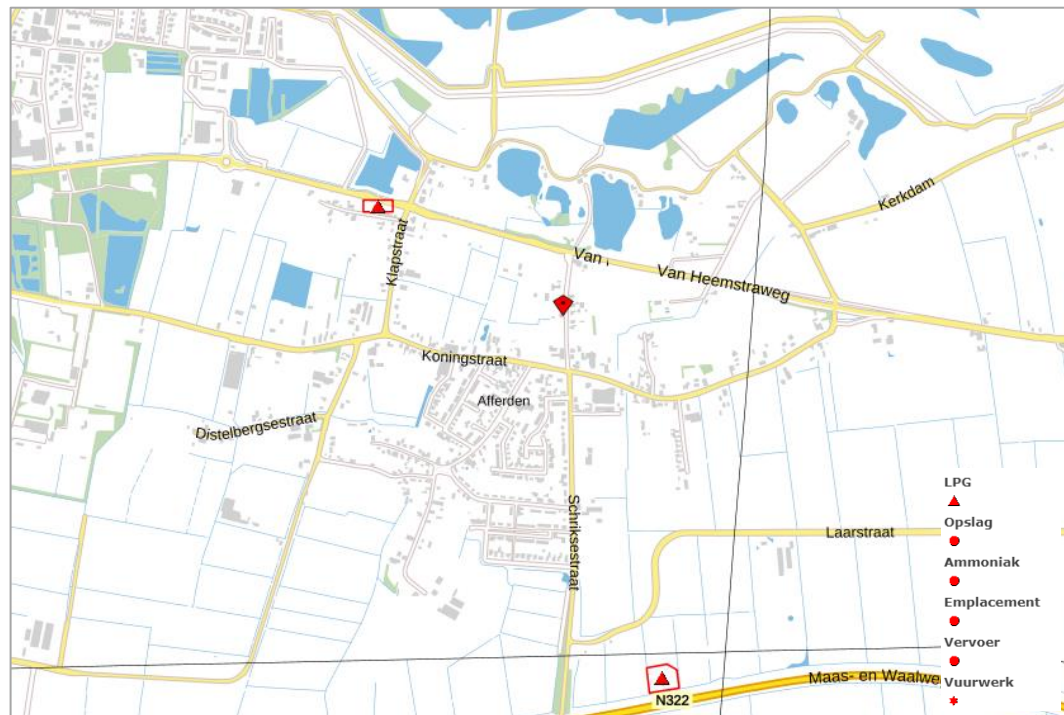 Kerkdam
Klapstraat
Van
Van Heemstraweg
Koningstraat
Afferden
Distelbergsestraat
Schriksestraat
Laarstraat
Maas- en Waalwe
N322
LPG
Opslag
Ammoniak
Emplacement
Vervoer
Vuurwerk